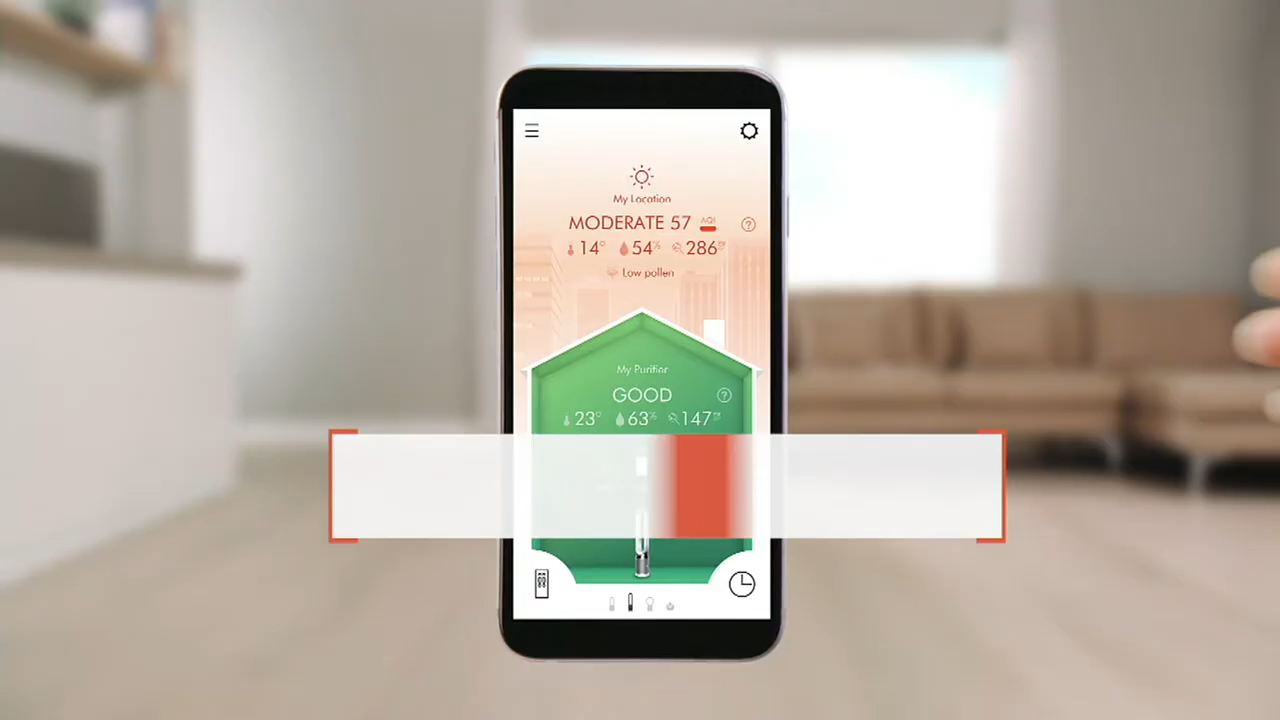 My Location
MODERATE 57 AQI
14° 54% 286
Low pollen
My Purifier
GOOD
23° 63% 147